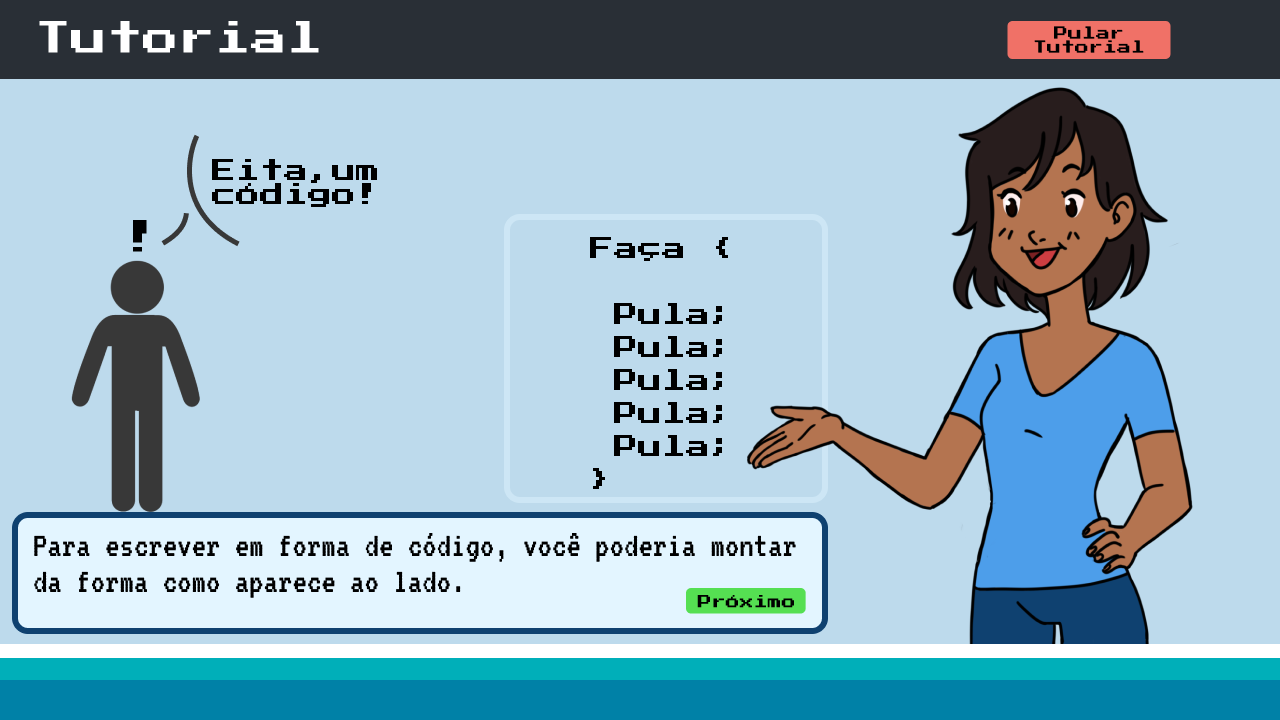 Tutorial
Pular
Tutorial
Eita,um
código!
!
Faça {
Pula;
Pula;
Pula;
Pula;
Pula;
}
Para escrever em forma de código, você poderia montar
da forma como aparece ao lado.
Próximo